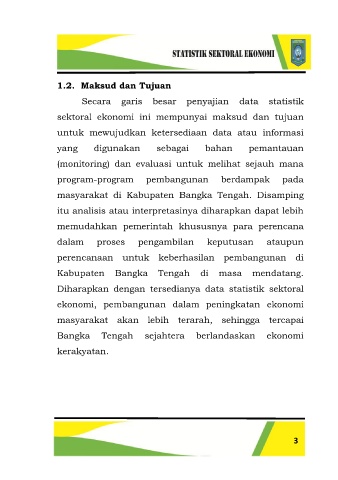 STATISTIK SEKTORAL EKONOMI
1.2. Maksud dan Tujuan
Secara garis besar penyajian data statistik
sektoral ekonomi ini mempunyai maksud dan tujuan
untuk mewujudkan ketersediaan data atau informasi
yang digunakan sebagai bahan pemantauan
(monitoring) dan evaluasi untuk melihat sejauh mana
program-program pembangunan berdampak pada
masyarakat di Kabupaten Bangka Tengah. Disamping
itu analisis atau interpretasinya diharapkan dapat lebih
memudahkan pemerintah khususnya para perencana
dalam proses pengambilan keputusan ataupun
perencanaan untuk keberhasilan pembangunan di
Kabupaten Bangka Tengah di masa mendatang.
Diharapkan dengan tersedianya data statistik sektoral
ekonomi, pembangunan dalam peningkatan ekonomi
masyarakat akan lebih terarah, sehingga tercapai
Bangka Tengah sejahtera berlandaskan ekonomi
kerakyatan.
3